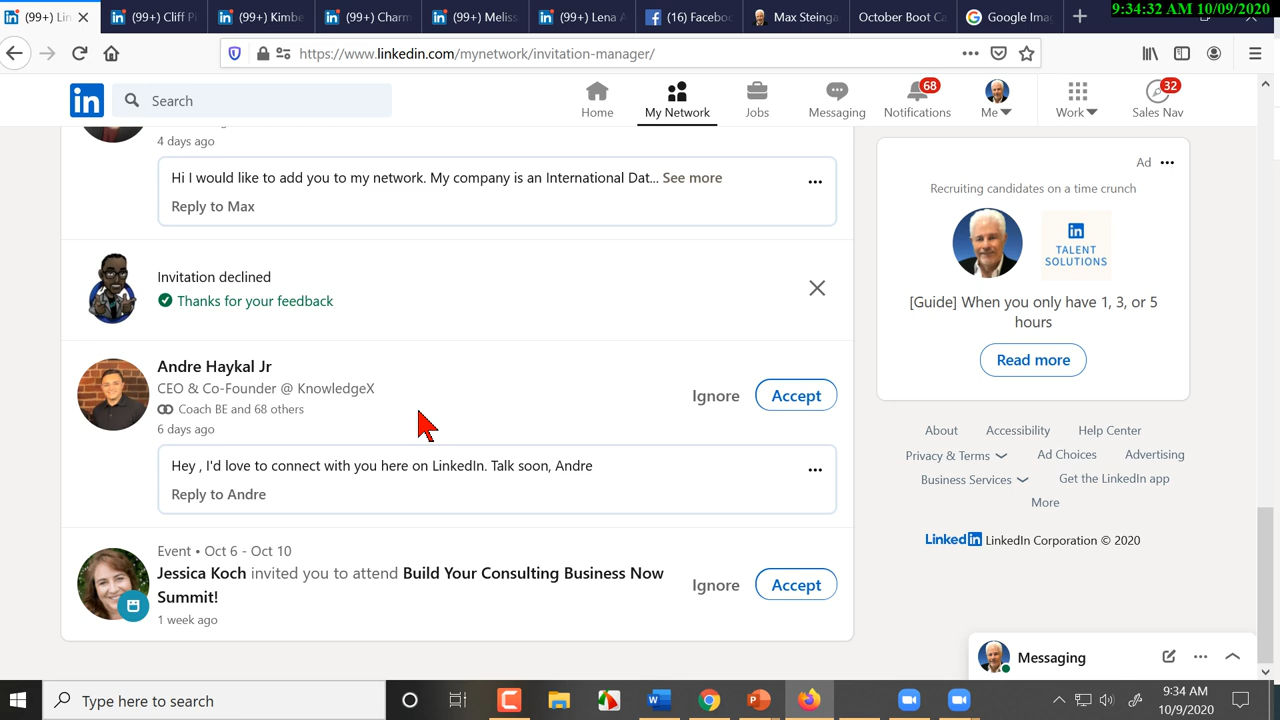 9:34:32 AM 10/09/2020
(99+) Lin
(99+) Cliff P
(99+) Kimbe
(99+) Charm
(99+) Meliss
(99+) Lena A
(16) Faceboo
Max Steinga
October Boot Ca
Google Imag
https://www.linkedin.com/mynetwork/invitation-manager/
in
Search
Home
My Network
Jobs
Messaging
68
Notifications
Me
Work
32
Sales Nav
4 days ago
Hi I would like to add you to my network. My company is an International Dat... See more
Reply to Max
Invitation declined
Thanks for your feedback
Andre Haykal Jr
CEO & Co-Founder @ KnowledgeX
Coach BE and 68 others
6 days ago
Ignore
Accept
Hey , I'd love to connect with you here on LinkedIn. Talk soon, Andre
Reply to Andre
Event • Oct 6 - Oct 10
Jessica Koch invited you to attend Build Your Consulting Business Now
Summit!
1 week ago
Ignore
Accept
Ad
Recruiting candidates on a time crunch
in
TALENT
SOLUTIONS
[Guide] When you only have 1, 3, or 5
hours
Read more
About
Accessibility
Help Center
Privacy & Terms
Ad Choices
Advertising
Business Services
Get the LinkedIn app
More
Linkedin LinkedIn Corporation © 2020
Messaging
Type here to search
9:34 AM
10/9/2020